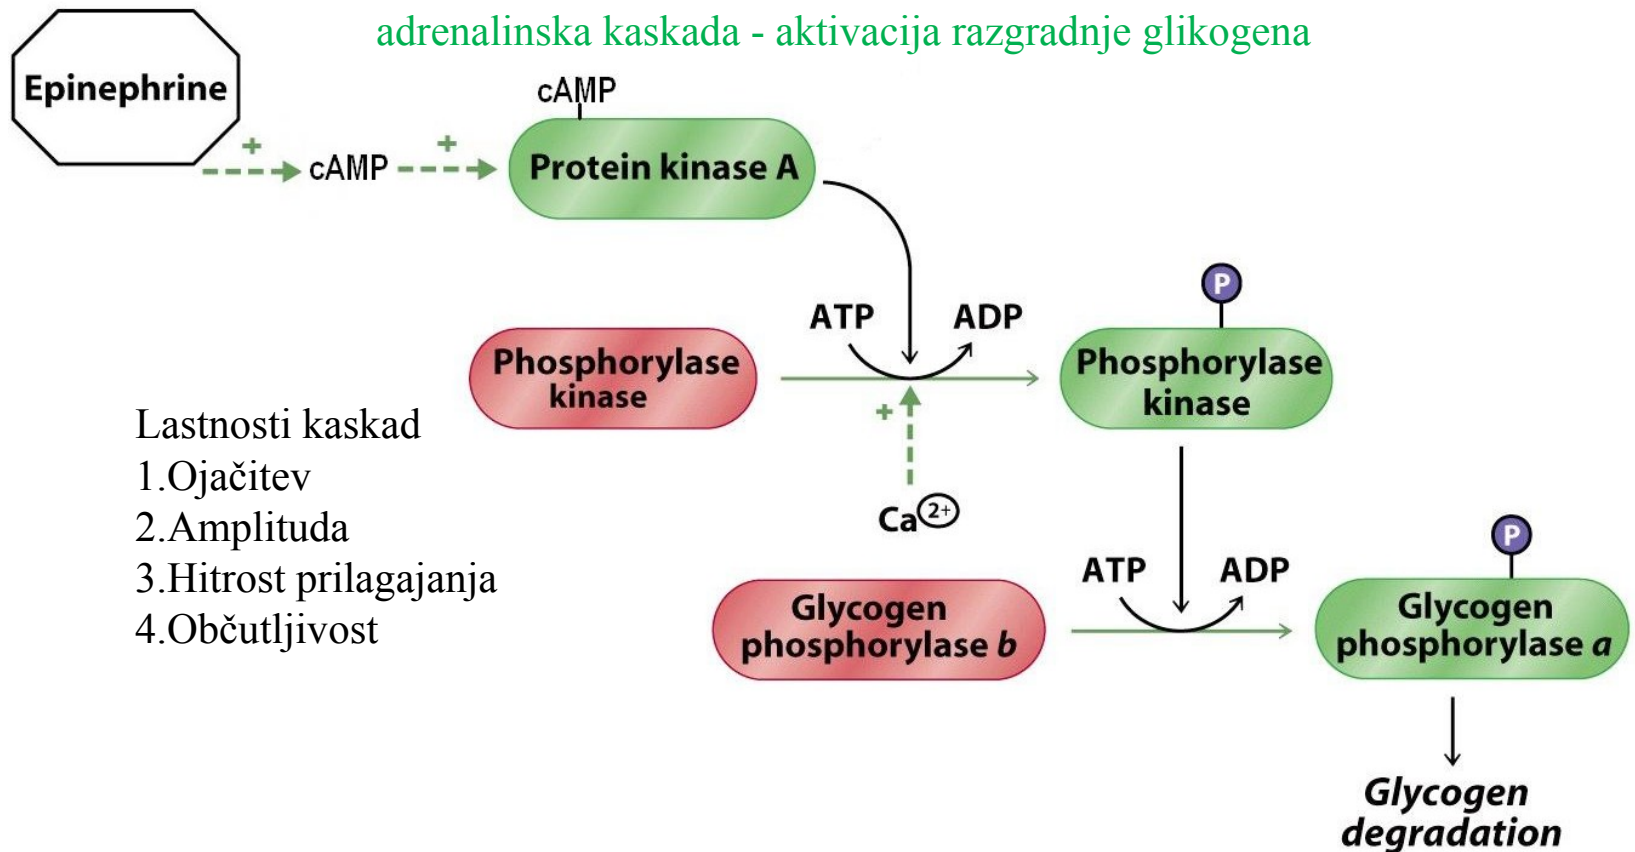 adrenalinska kaskada - aktivacija razgradnje glikogena
Epinephrine
+
cAMP
+
cAMP
Protein kinase A
ATP
ADP
P
Phosphorylase
kinase
Phosphorylase
kinase
+
Ca2+
Lastnosti kaskad
1.Ojačitev
2.Amplituda
3.Hitrost prilagajanja
4.Občutljivost
ATP
ADP
P
Glycogen
phosphorylase b
Glycogen
phosphorylase a
Glycogen
degradation